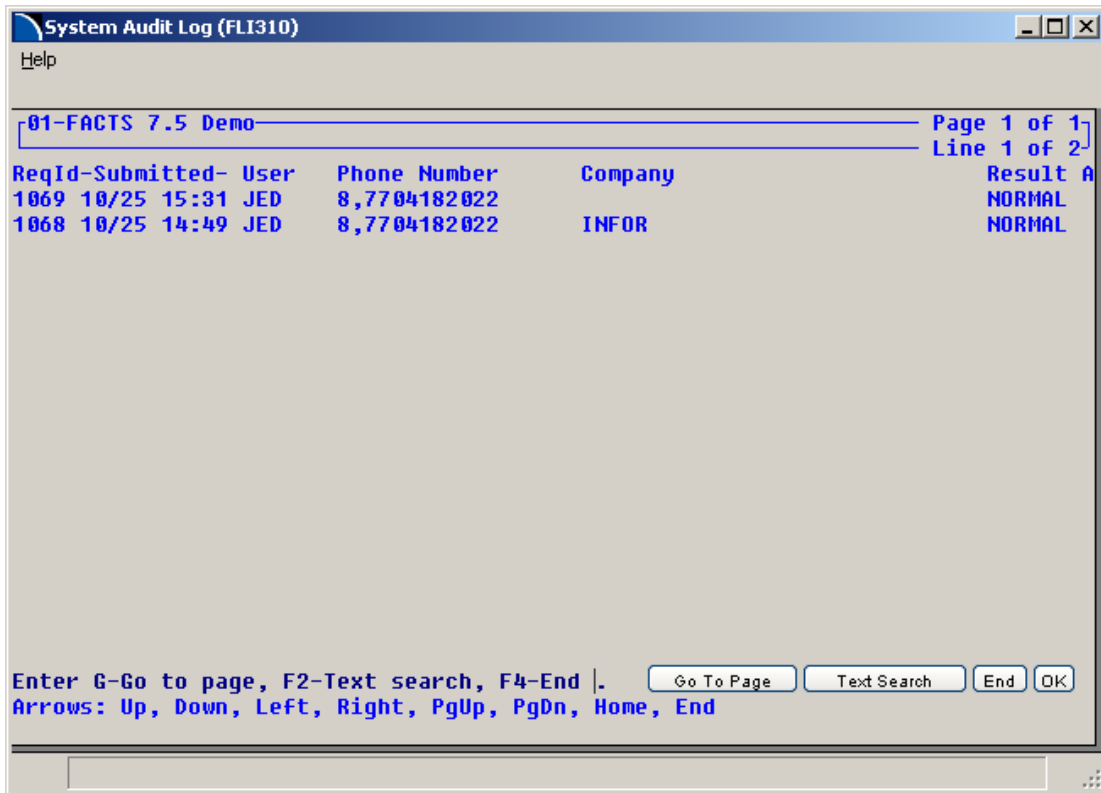 System Audit Log (FLI310)
Help
01-FACTS 7.5 Demo Page 1 of 1
Line 1 of 2
ReqId-Submitted- User Phone Number Company Result A
1069 10/25 15:31 JED 8,7704182022 NORMAL
1068 10/25 14:49 JED 8,7704182022 INFOR NORMAL
Enter G-Go to page, F2-Text search, F4-End . Go To Page Text Search End OK
Arrows: Up, Down, Left, Right, PgUp, PgDn, Home, End